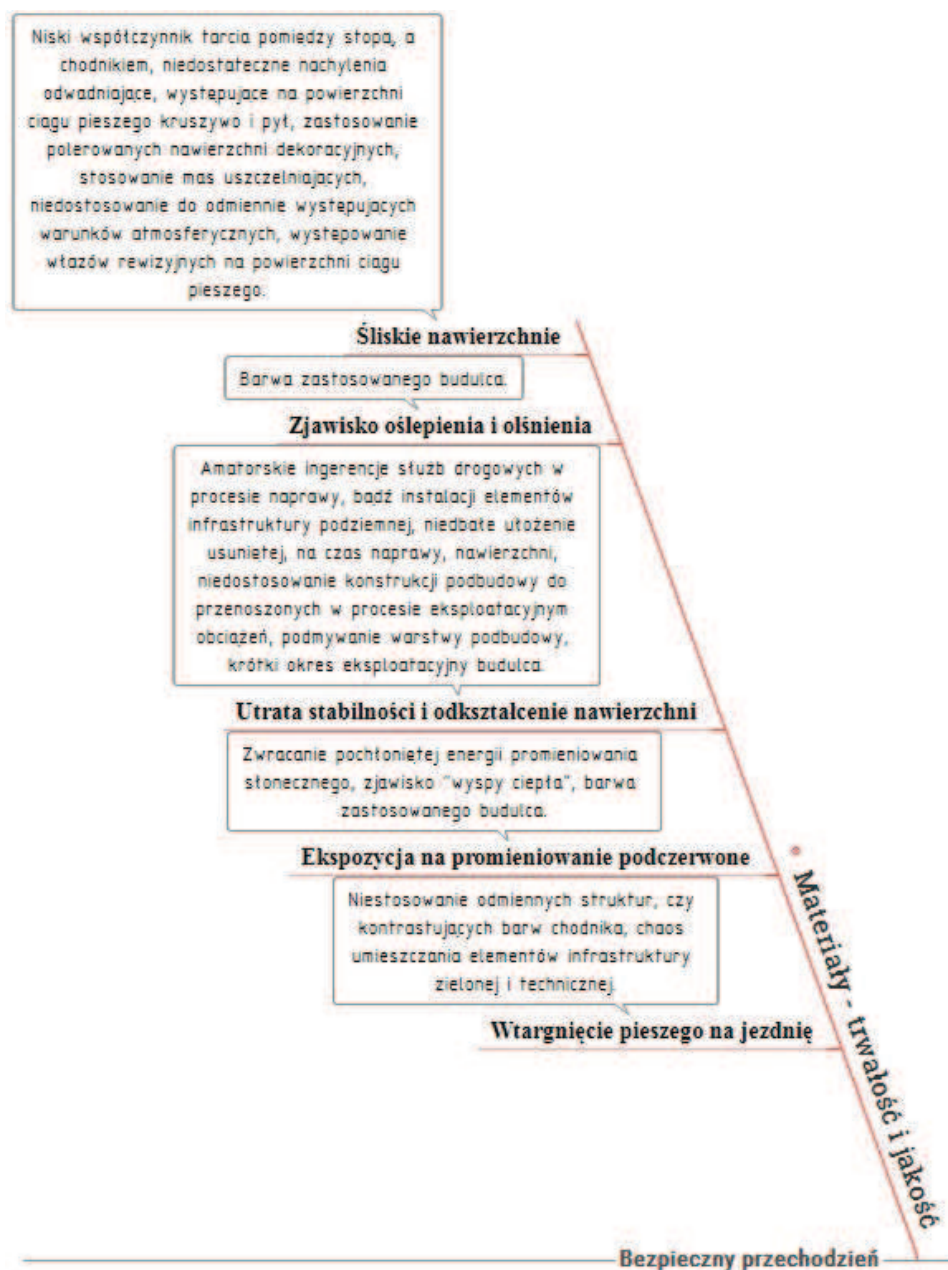 Niski współczynnik tarcia pomiędzy stopą, a
chodnikiem, niedostateczne nachylenia
odwadniające, występujące na powierzchni
ciągu pieszego kruszywo i pył, zastosowanie
polerowanych nawierzchni dekoracyjnych,
stosowanie mas uszczelniających,
niedostosowanie do odmiennie występujących
warunków atmosferycznych, występowanie
włazów rewizyjnych na powierzchni ciągu
pieszego.
Śliskie nawierzchnie
Barwa zastosowanego budulca.
Zjawisko oślepienia i olśnienia
Amatorskie ingerencje służb drogowych w
procesie naprawy, bądź instalacji elementów
infrastruktury podziemnej, niedbałe ułożenie
usuniętej, na czas naprawy, nawierzchni,
niedostosowanie konstrukcji podbudowy do
przenoszonych w procesie eksploatacyjnym
obciążeń, podmywanie warstwy podbudowy,
krótki okres eksploatacyjny budulca.
Utrata stabilności i odkształcenie nawierzchni
Zwracanie pochłoniętej energii promieniowania
słonecznego, zjawisko "wyspy ciepła", barwa
zastosowanego budulca.
Ekspozycja na promieniowanie podczerwone
Niestosowanie odmiennych struktur, czy
kontrastujących barw chodnika, chaos
umieszczania elementów infrastruktury
zielonej i technicznej.
Wtargnięcie pieszego na jezdnię
Materiały - trwałość i jakość
Bezpieczny przechodzień